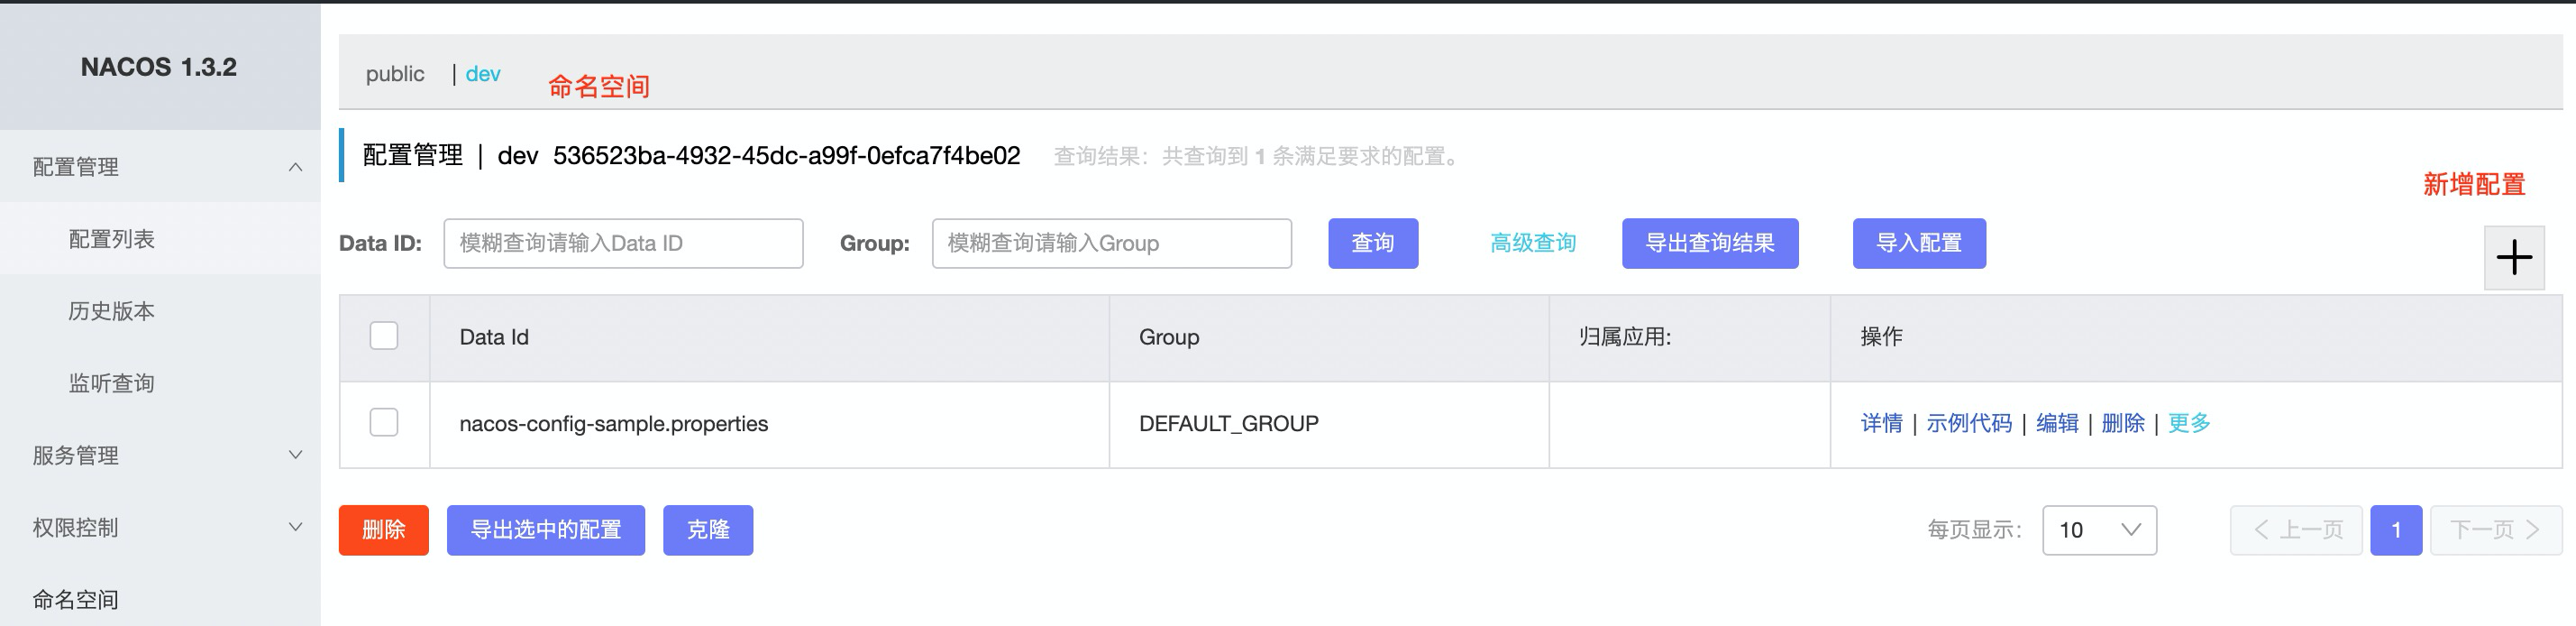 NACOS 1.3.2
配置管理
配置列表
历史版本
监听查询
服务管理
权限控制
命名空间
public | dev 命名空间
配置管理 | dev 536523ba-4932-45dc-a99f-0efca7f4be02 查询结果：共查询到 1 条满足要求的配置。
新增配置
Data ID: 模糊查询请输入Data ID Group: 模糊查询请输入Group 查询 高级查询 导出查询结果 导入配置
Data Id Group 归属应用: 操作
nacos-config-sample.properties DEFAULT_GROUP 详情 | 示例代码 | 编辑 | 删除 | 更多
删除 导出选中的配置 克隆 每页显示: 10 上一页 1 下一页